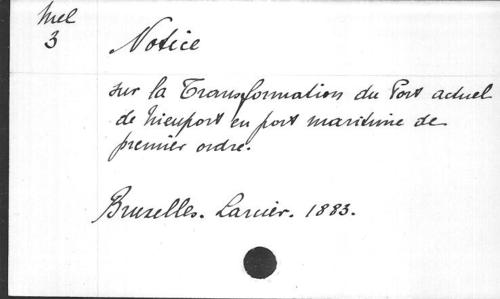 Mel
3
Notice
sur la Transformation du Port actuel
de Nieuport en port maritime de
premier ordre.
Bruxelles. Larcier. 1883.